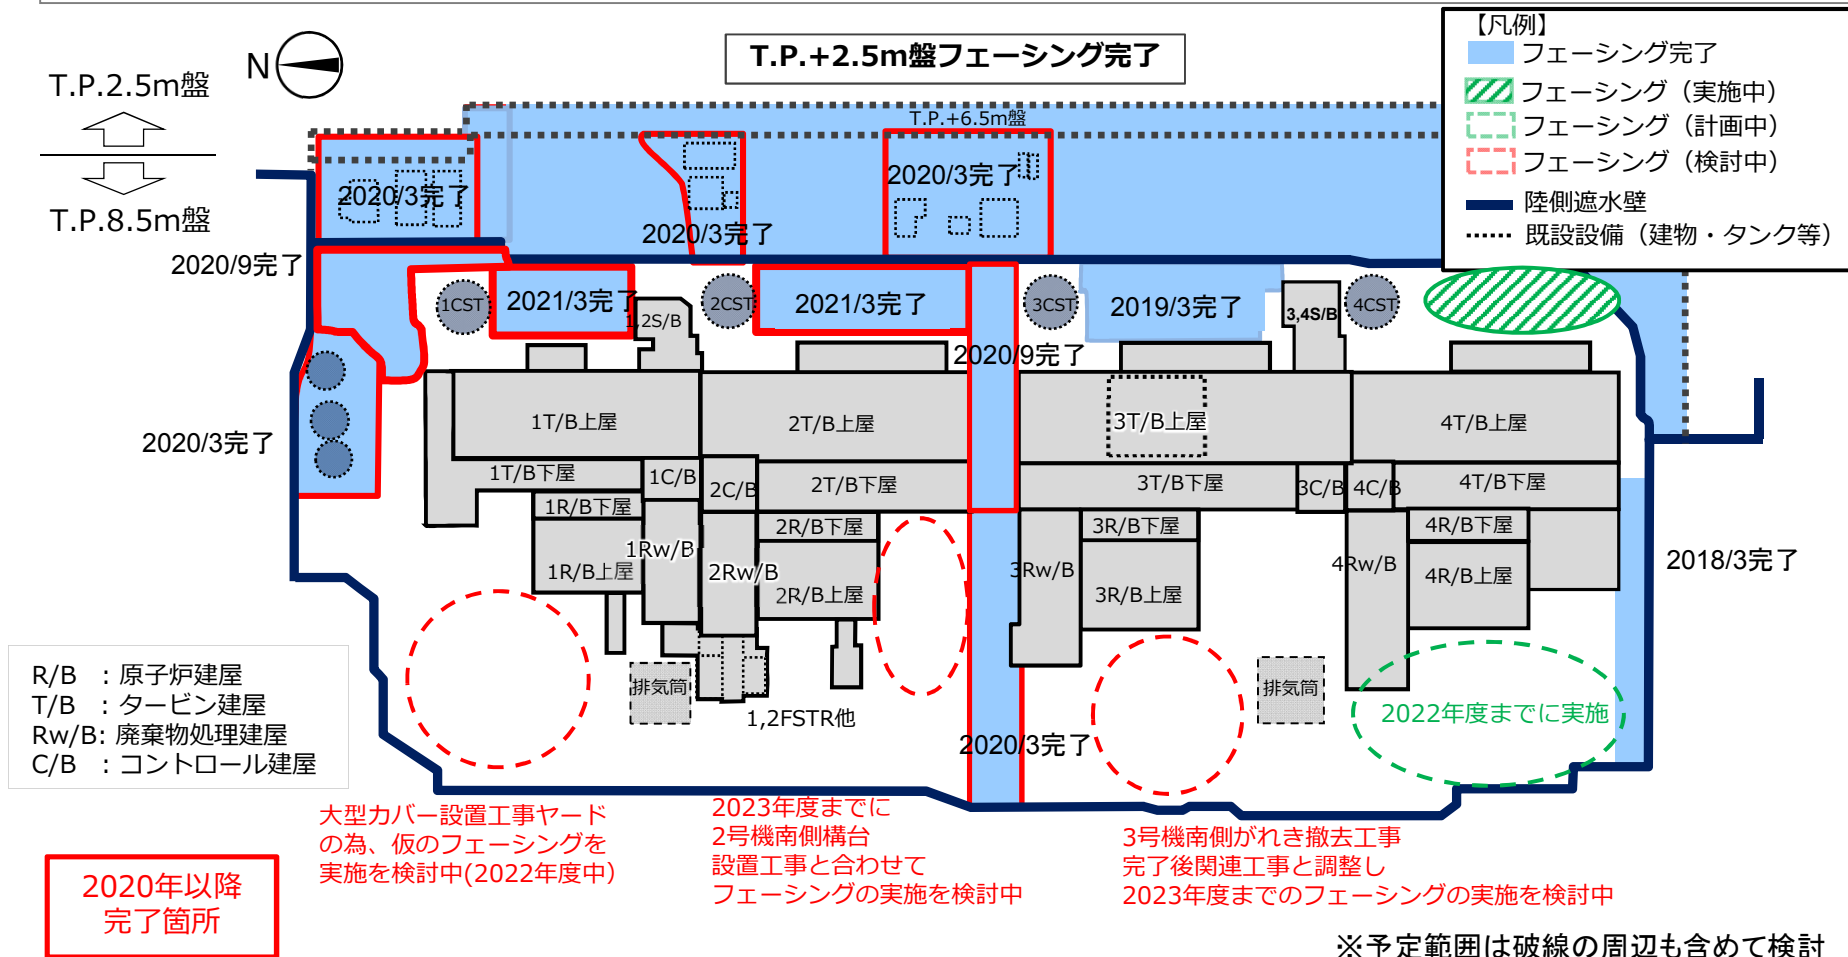 T.P.+2.5m盤フェーシング完了
【凡例】
フェーシング完了
フェーシング（実施中）
フェーシング（計画中）
フェーシング（検討中）
陸側遮水壁
既設設備（建物・タンク等）
N
T.P.2.5m盤
T.P.8.5m盤
T.P.+6.5m盤
2020/3完了
2020/3完了
2020/3完了
2020/9完了
1CST
2021/3完了
1,2S/B
2CST
2021/3完了
3CST
2019/3完了
3,4S/B
4CST
2020/9完了
2020/3完了
1T/B上屋
2T/B上屋
3T/B上屋
4T/B上屋
1T/B下屋
1C/B
2C/B
2T/B下屋
3T/B下屋
3C/B
4C/B
4T/B下屋
1R/B下屋
2R/B下屋
3R/B下屋
4R/B下屋
1Rw/B
2Rw/B
3Rw/B
4Rw/B
1R/B上屋
2R/B上屋
3R/B上屋
4R/B上屋
2018/3完了
排気筒
1,2FSTR他
排気筒
2022年度までに実施
2020/3完了
R/B ：原子炉建屋
T/B ：タービン建屋
Rw/B：廃棄物処理建屋
C/B ：コントロール建屋
大型カバー設置工事ヤード
の為、仮のフェーシングを
実施を検討中(2022年度中)
2023年度までに
2号機南側構台
設置工事と合わせて
フェーシングの実施を検討中
3号機南側がれき撤去工事
完了後関連工事と調整し
2023年度までのフェーシングの実施を検討中
2020年以降
完了箇所
※予定範囲は破線の周辺も含めて検討